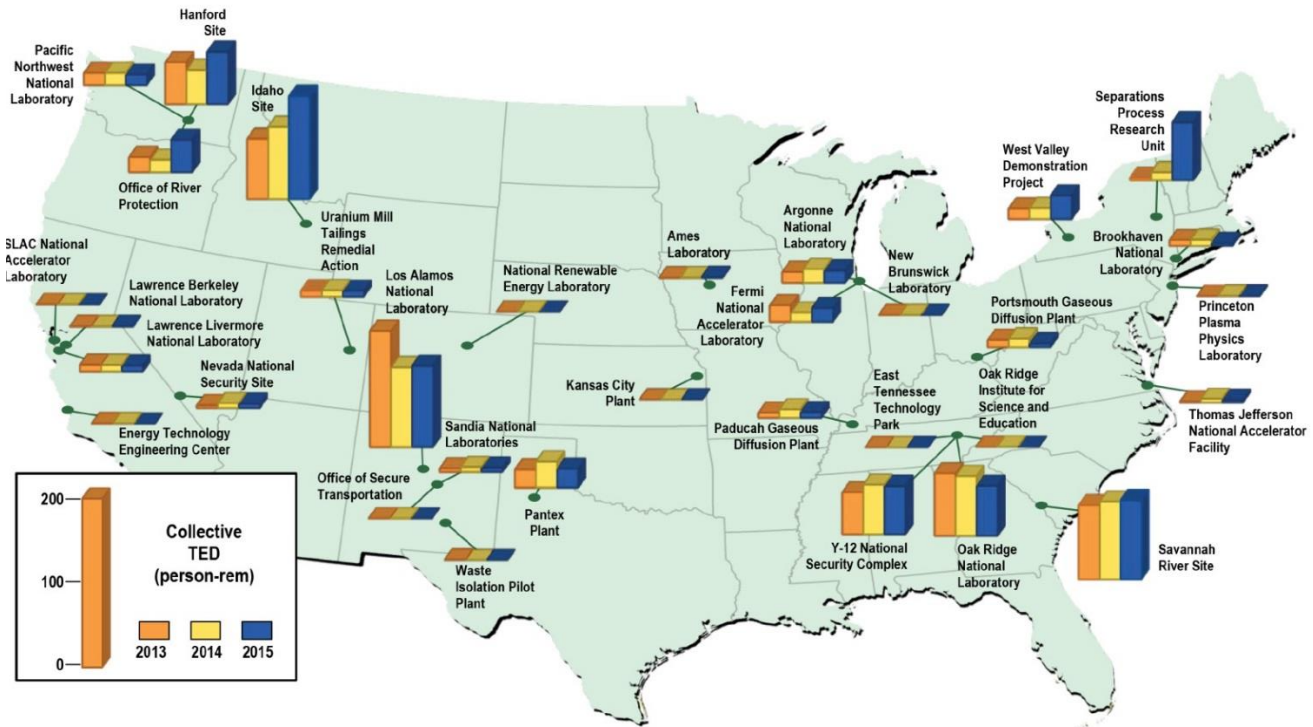 Hanford
Site
Pacific
Northwest
National
Laboratory
Idaho
Site
Office of River
Protection
Separations
Process
Research
Unit
West Valley
Demonstration
Project
Uranium Mill
Tailings
Remedial
Action
Argonne
National
Laboratory
Ames
Laboratory
SLAC National
Accelerator
Laboratory
Lawrence Berkeley
National Laboratory
Los Alamos
National
Laboratory
National Renewable
Energy Laboratory
New
Brunswick
Laboratory
Brookhaven
National
Laboratory
Fermi
National
Accelerator
Laboratory
Lawrence Livermore
National Laboratory
Portsmouth Gaseous
Diffusion Plant
Princeton
Plasma
Physics
Laboratory
Nevada National
Security Site
Kansas City
Plant
East
Tennessee
Technology
Park
Oak Ridge
Institute for
Science and
Education
Energy Technology
Engineering Center
Paducah Gaseous
Diffusion Plant
Thomas Jefferson
National Accelerator
Facility
Sandia National
Laboratories
Office of Secure
Transportation
Pantex
Plant
Y-12 National
Security Complex
Oak Ridge
National
Laboratory
Savannah
River Site
Waste
Isolation Pilot
Plant
200
100
0
Collective
TED
(person-rem)
2013 2014 2015